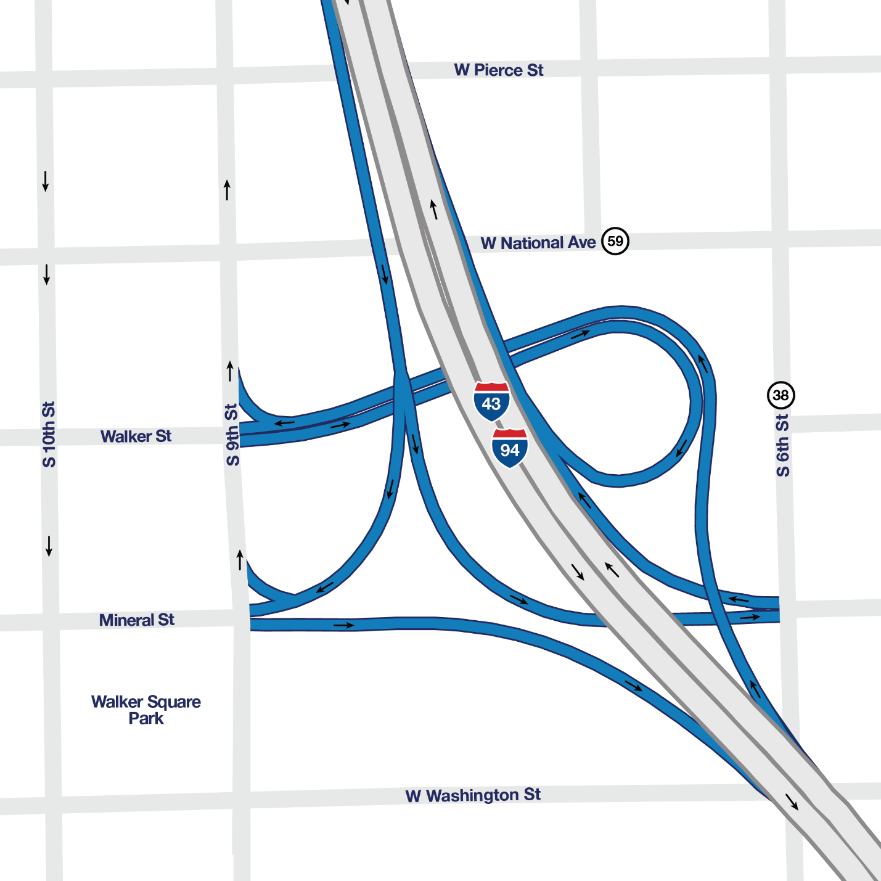 W Pierce St
W National Ave 59
43
38
S 10th St
S 9th St
Walker St
94
S 6th St
Mineral St
Walker Square
Park
W Washington St